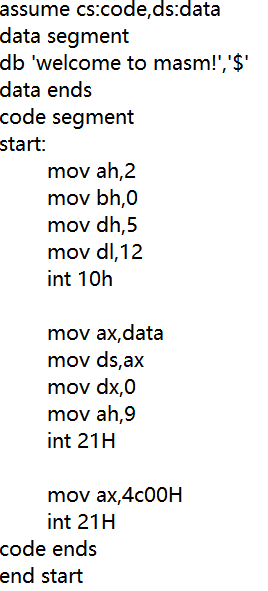 assume cs:code,ds:data
data segment
db 'welcome to masm!','$'
data ends
code segment
start:
mov ah,2
mov bh,0
mov dh,5
mov dl,12
int 10h
mov ax,data
mov ds,ax
mov dx,0
mov ah,9
int 21H
mov ax,4c00H
int 21H
code ends
end start